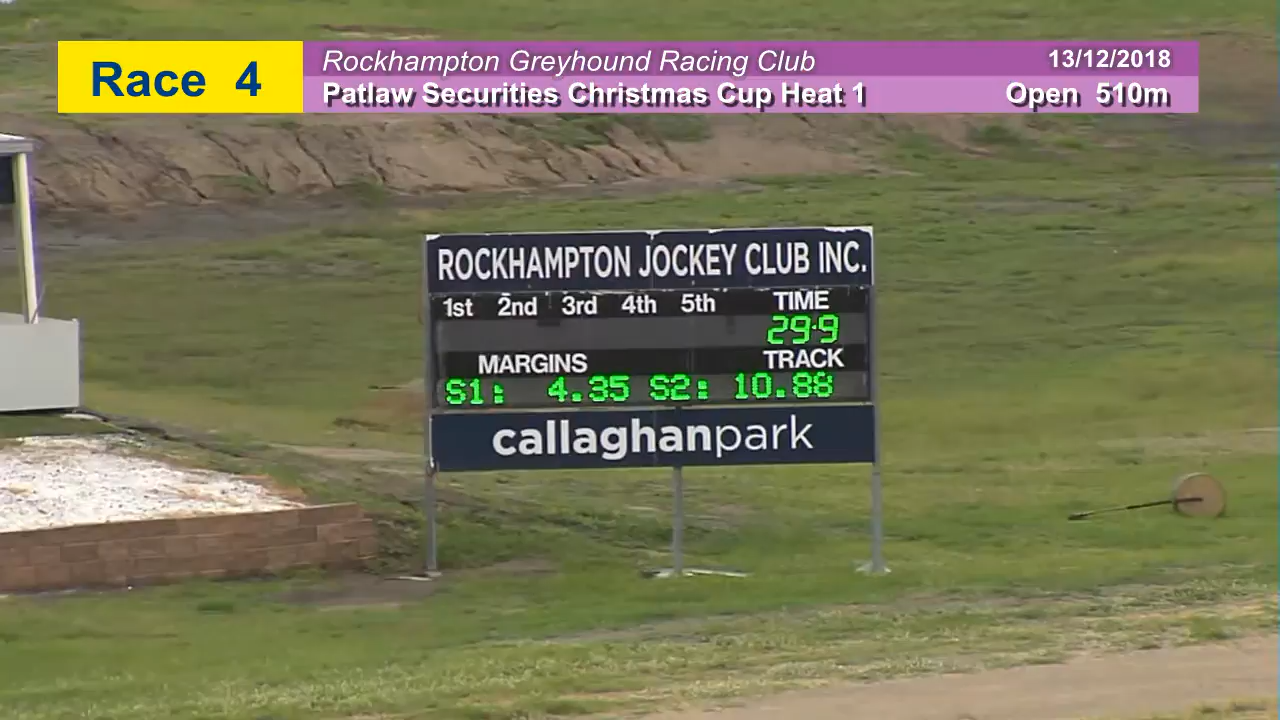 Race 4
Rockhampton Greyhound Racing Club 13/12/2018
Patlaw Securities Christmas Cup Heat 1 Open 510m
ROCKHAMPTON JOCKEY CLUB INC.
1st 2nd 3rd 4th 5th TIME
29.9
MARGINS TRACK
S1: 4.35 S2: 10.88
callaghanpark